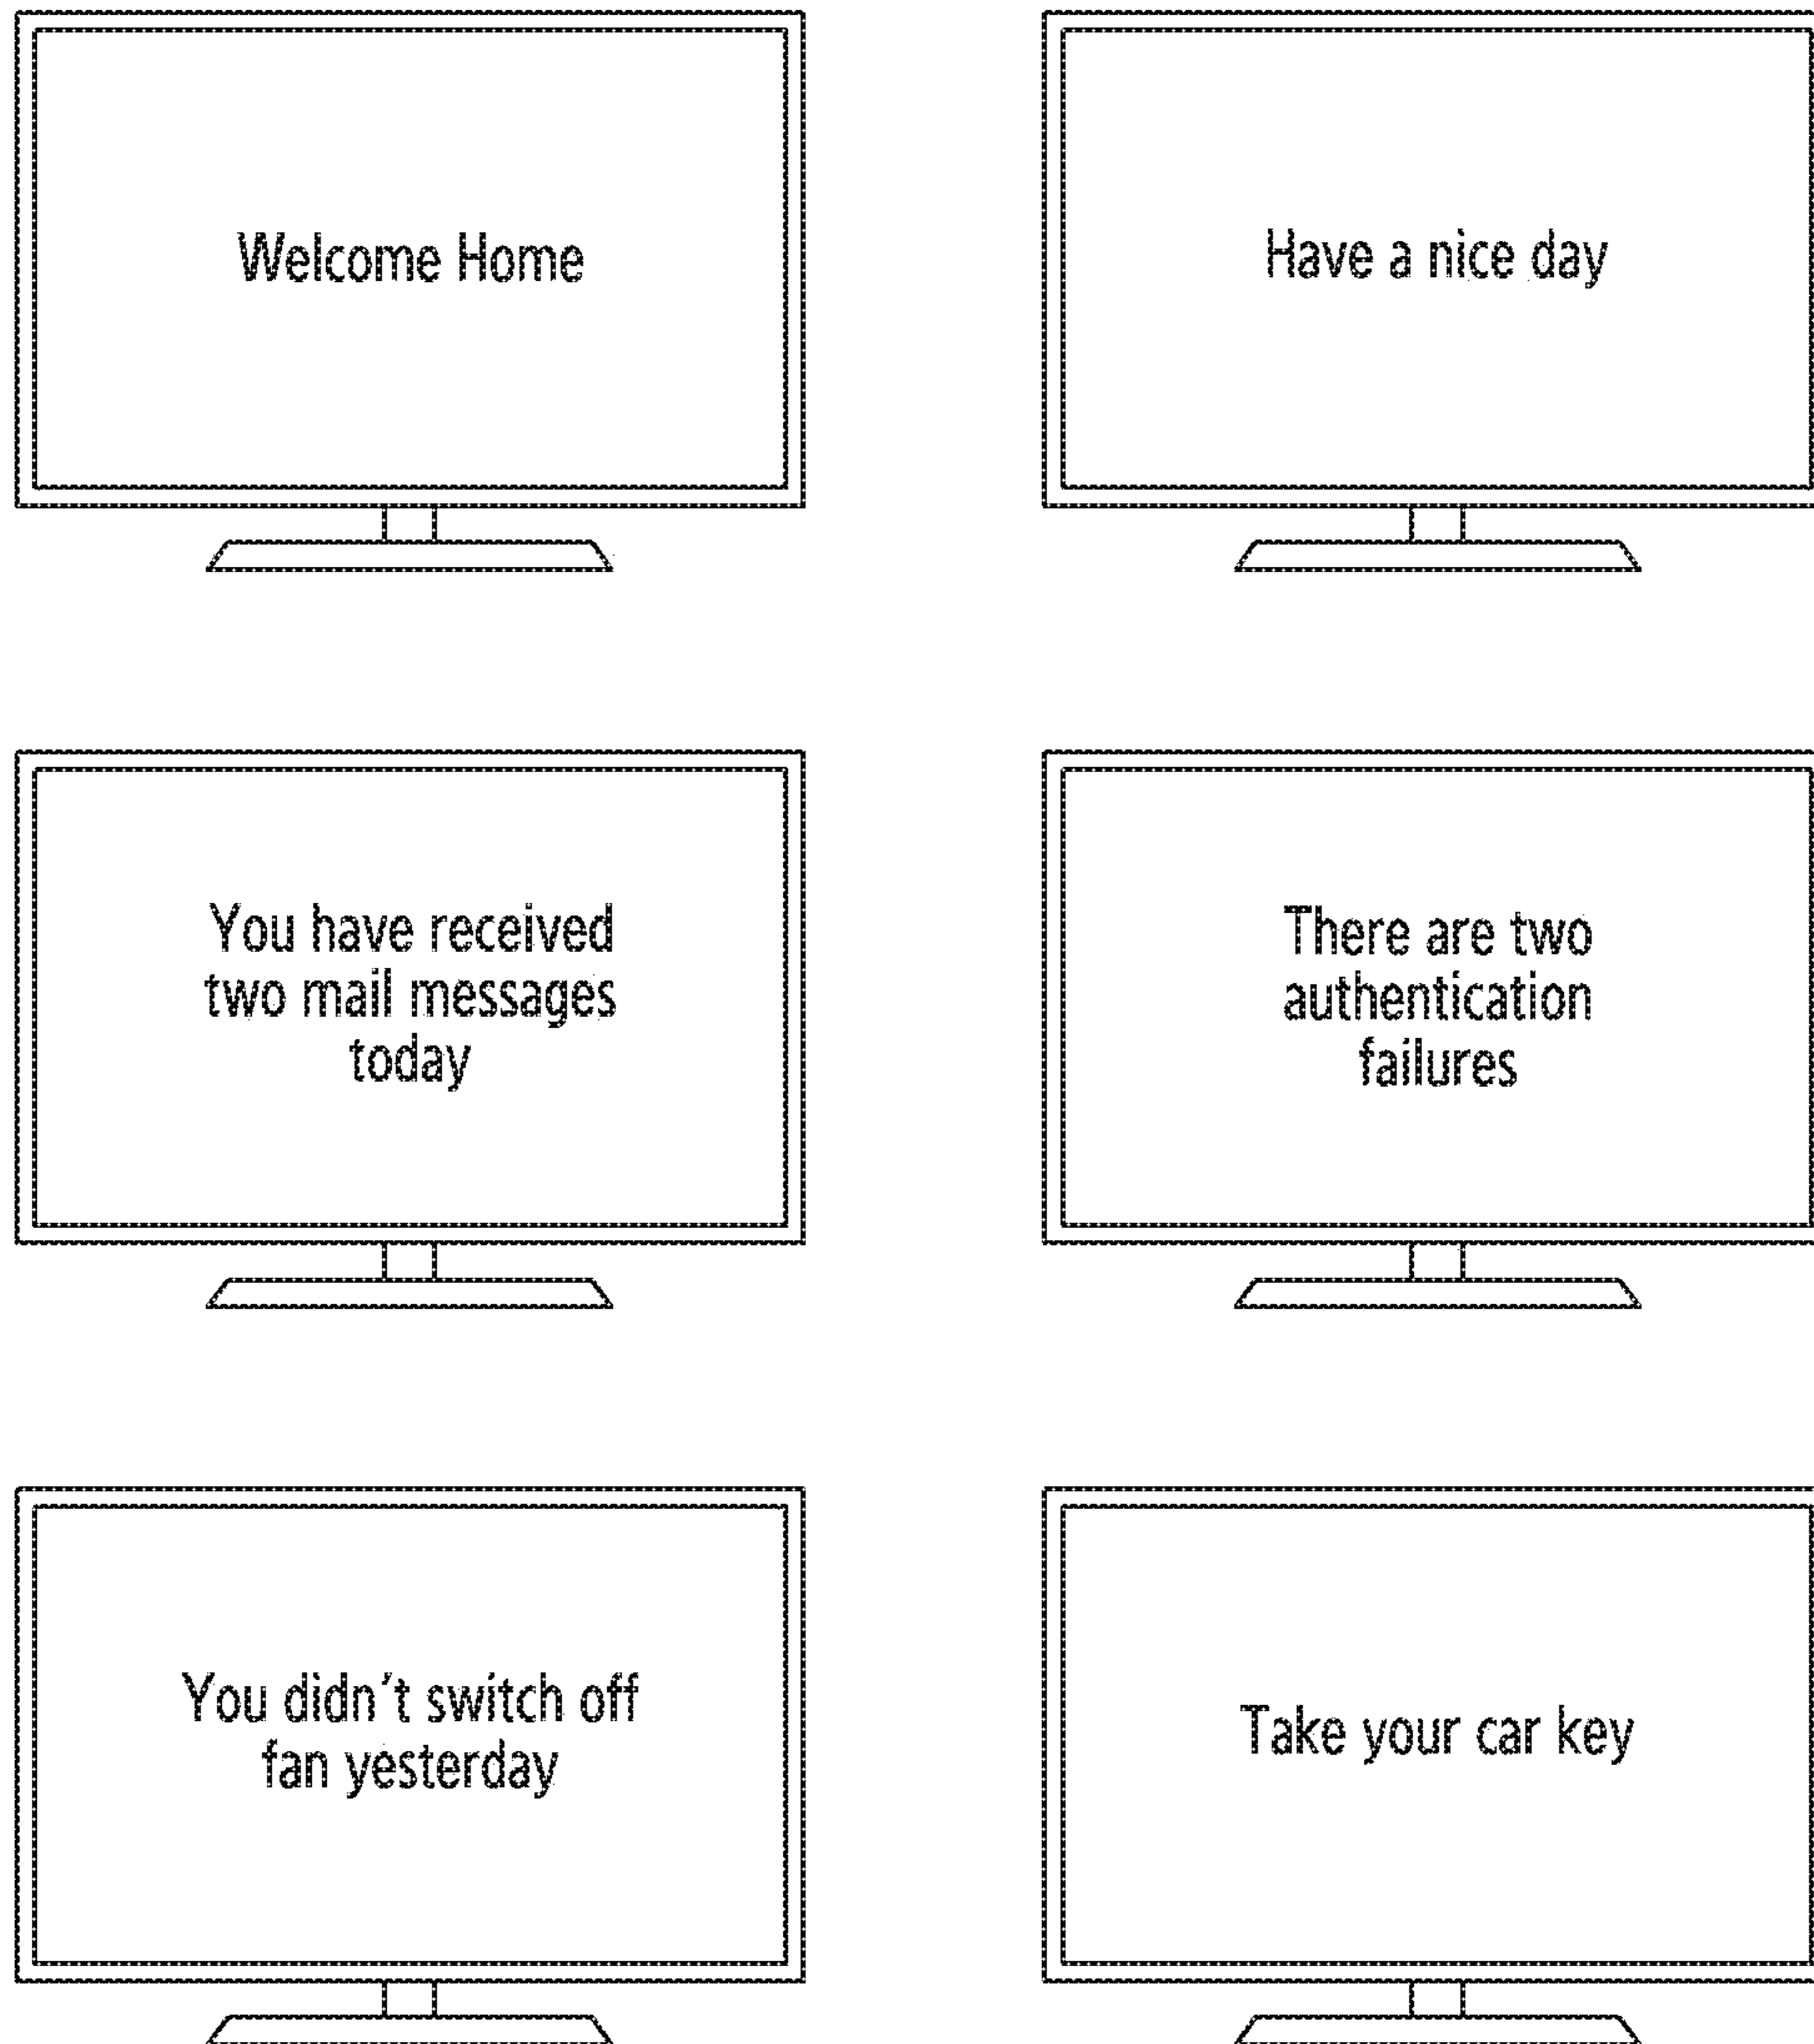 Welcome Home
Have a nice day
You have received
two mail messages
today
There are two
authentication
failures
You didn´t switch off
fan yesterday
Take your car key